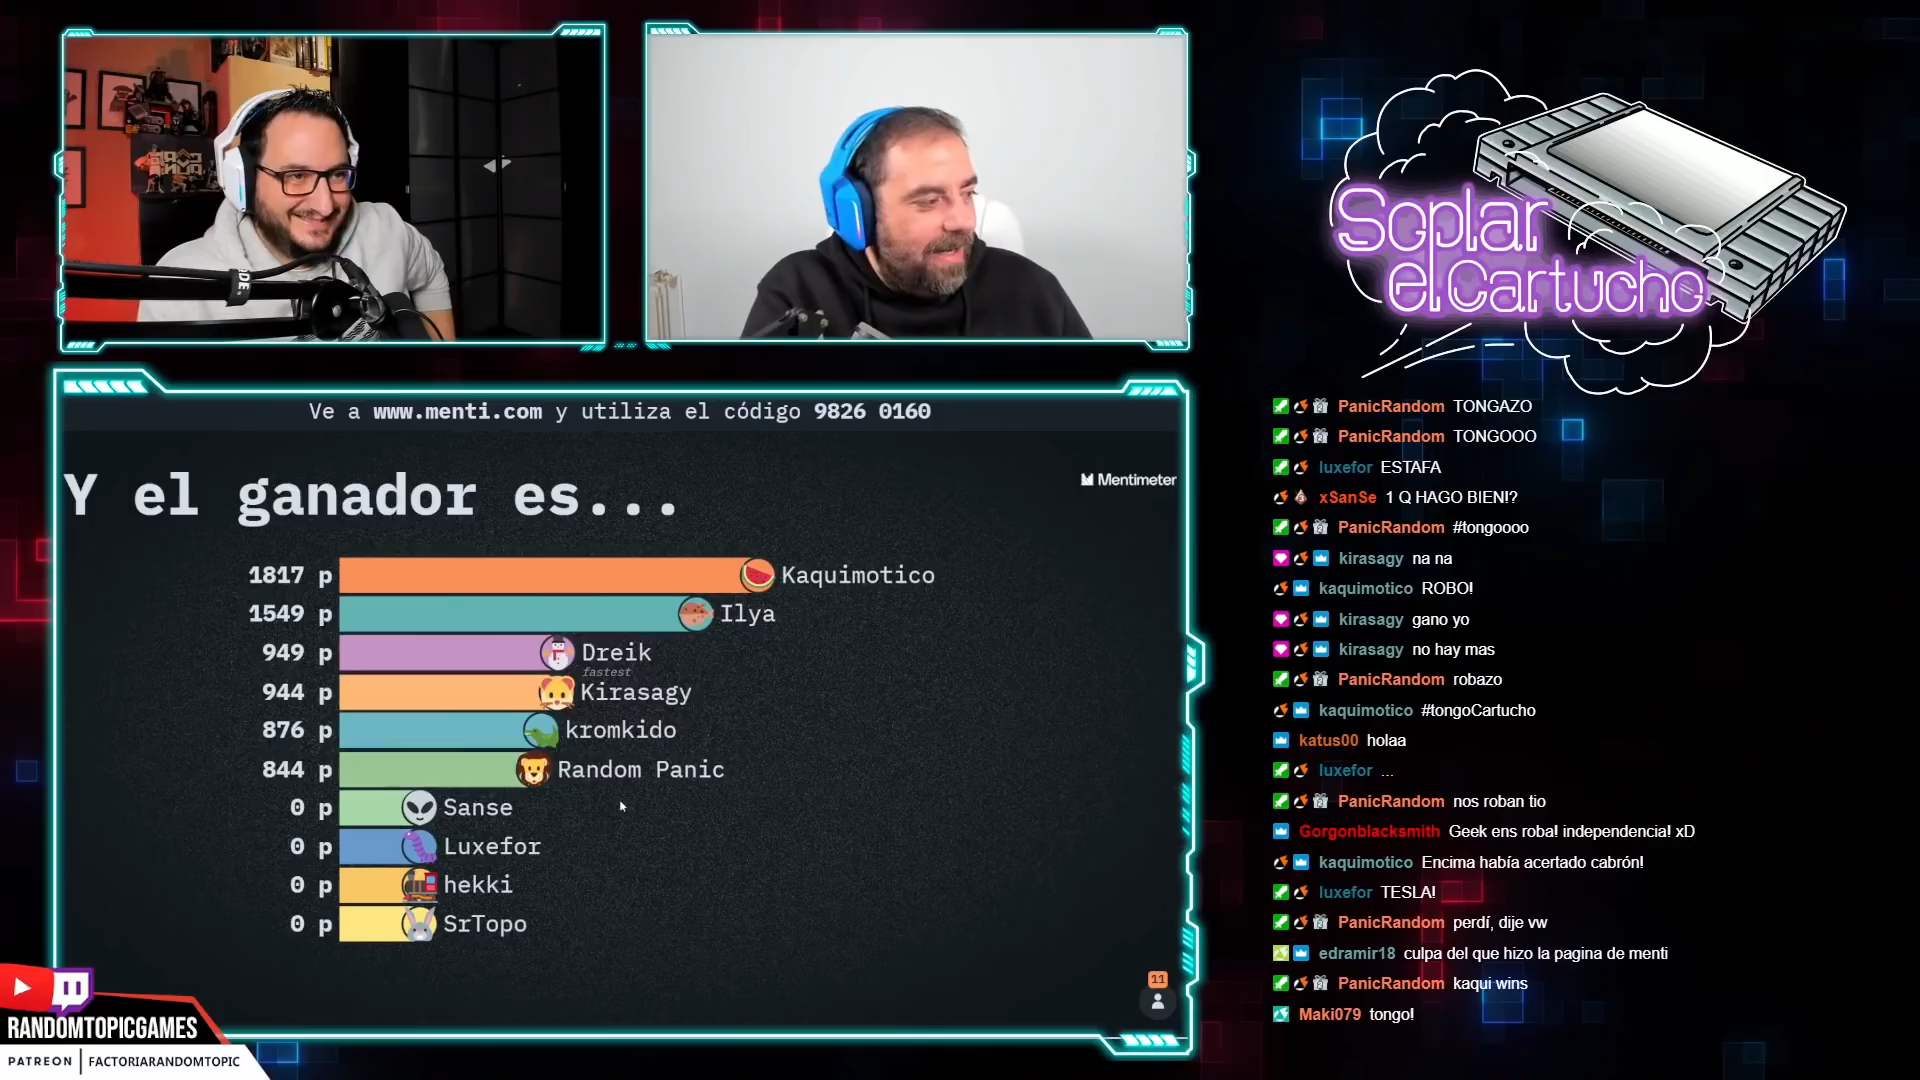 Soplar
el Cartucho
Ve a www.menti.com y utiliza el código 9826 0160
Mentimeter
Y el ganador es...
1817 p Kaquimotico
1549 p Ilya
949 p Dreik
fastest
944 p Kirasagy
876 p kromkido
844 p Random Panic
0 p Sanse
0 p Luxefor
0 p hekki
0 p SrTopo
11
PanicRandom TONGAZO
PanicRandom TONGOOO
luxefor ESTAFA
xSanSe 1 Q HAGO BIEN!?
PanicRandom #tongoooo
kirasagy na na
kaquimotico ROBO!
kirasagy gano yo
kirasagy no hay mas
PanicRandom robazo
kaquimotico #tongoCartucho
katus00 holaa
luxefor ...
PanicRandom nos roban tio
Gorgonblacksmith Geek ens roba! independencia! xD
kaquimotico Encima había acertado cabrón!
luxefor TESLA!
PanicRandom perdí, dije vw
edramir18 culpa del que hizo la pagina de menti
PanicRandom kaqui wins
Maki079 tongo!
RANDOMTOPICGAMES
PATREON | FACTORIARANDOMTOPIC